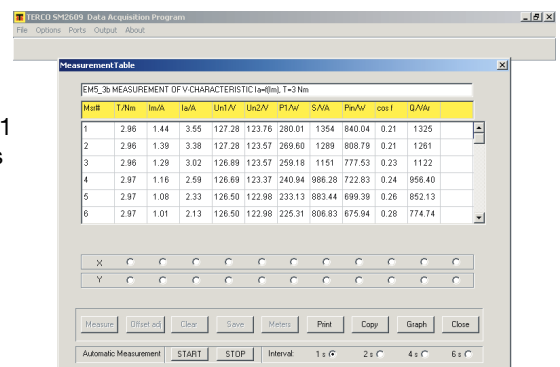 TERCO SM2609 Data Acquisition Program
File Options Ports Output About
MeasurementTable
EM5_3b MEASUREMENT OF V-CHARACTERISTIC Ia=f(Im), T=3 Nm
Msr# T/Nm Im/A Ia/A Un1/V Un2/V P1/W S/VA Pin/W cos f Q/VAr
1 2.96 1.44 3.55 127.28 123.76 280.01 1354 840.04 0.21 1325
2 2.96 1.39 3.38 127.28 123.57 269.60 1289 808.79 0.21 1261
3 2.96 1.29 3.02 126.89 123.57 259.18 1151 777.53 0.23 1122
4 2.97 1.16 2.59 126.69 123.37 240.94 986.28 722.83 0.24 956.40
5 2.97 1.08 2.33 126.50 122.98 233.13 883.44 699.39 0.26 852.13
6 2.97 1.01 2.13 126.50 122.98 225.31 806.83 675.94 0.28 774.74
1
s
X
Y
Measure Offset adj Clear Save Meters Print Copy Graph Close
Automatic Measurement START STOP Interval: 1 s 2 s 4 s 6 s